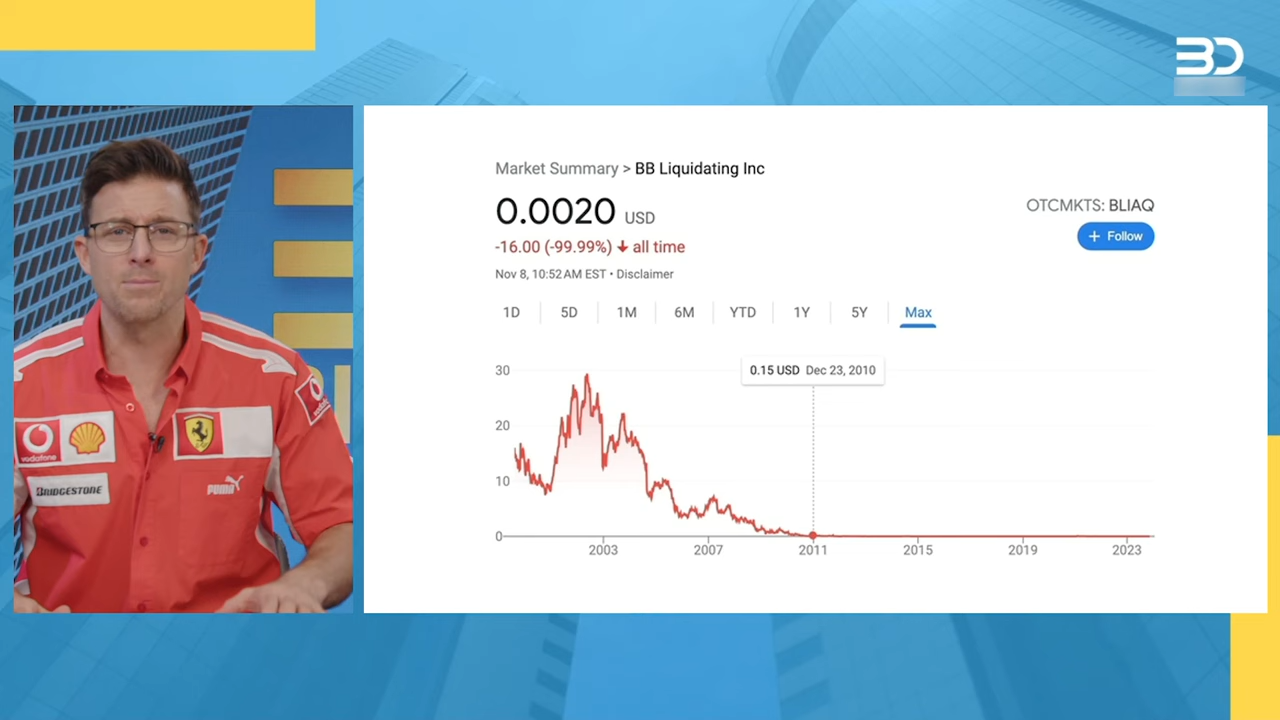 BD
vodafone
BRIDGESTONE
PUMA
Market Summary > BB Liquidating Inc
0.0020 USD
-16.00 (-99.99%) ↓ all time
Nov 8, 10:52 AM EST • Disclaimer
OTCMKTS: BLIAQ
+ Follow
1D 5D 1M 6M YTD 1Y 5Y Max
0.15 USD Dec 23, 2010
30
20
10
0
2003 2007 2011 2015 2019 2023